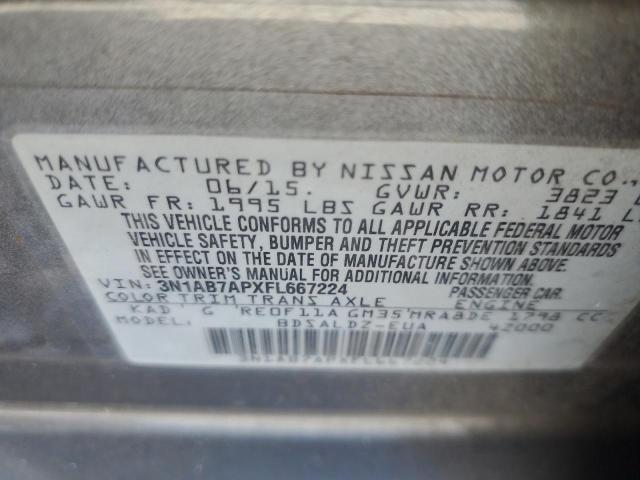 MANUFACTURED BY NISSAN MOTOR CO.,
DATE: 06/15. GVWR: 3823
GAWR FR: 1995 LBS GAWR RR: 1841 L
THIS VEHICLE CONFORMS TO ALL APPLICABLE FEDERAL MOTOR
VEHICLE SAFETY, BUMPER AND THEFT PREVENTION STANDARDS
IN EFFECT ON THE DATE OF MANUFACTURE SHOWN ABOVE.
SEE OWNER'S MANUAL FOR ADDITIONAL INFORMATION.
VIN: 3N1AB7APXFL667224 PASSENGER CAR.
COLOR TRIM TRANS AXLE ENGINE
KAD G RE0F11A GM35 MRA8DE 1798 CC
MODEL: BDSALDZ-EUA 42000
3N1AB7APXFL667224